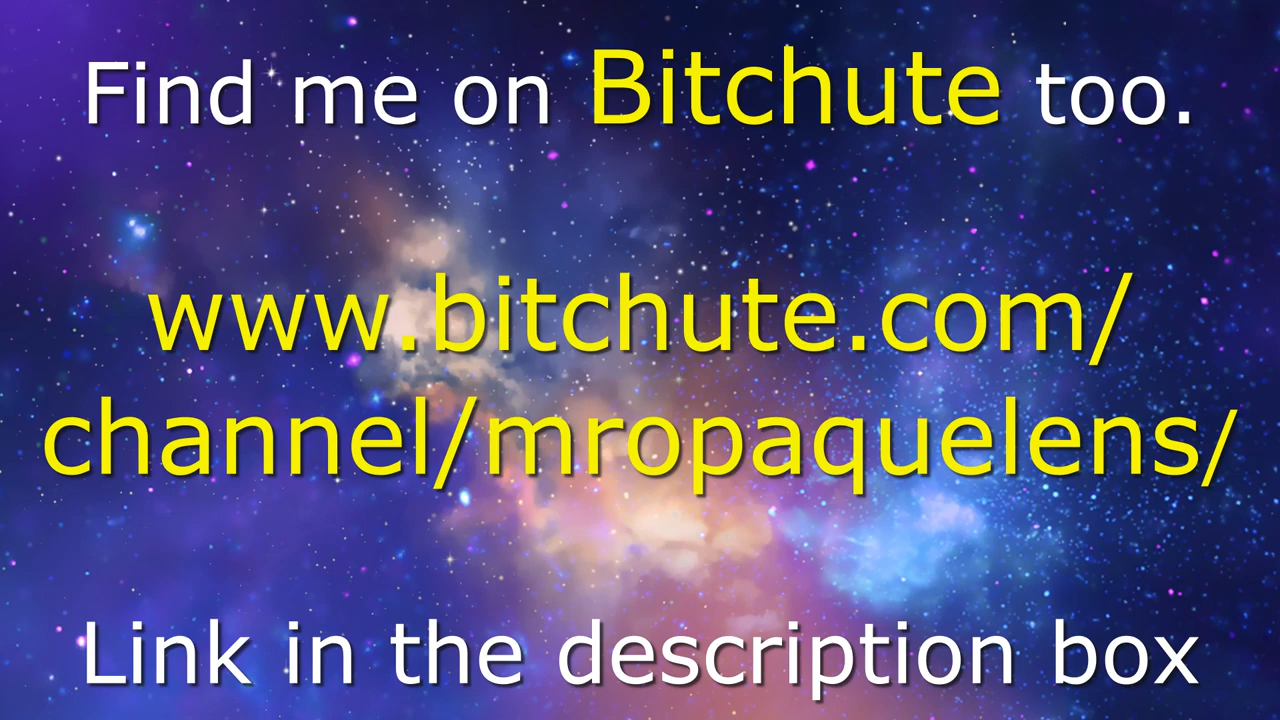 Find me on Bitchute too.
www.bitchute.com/
channel/mropaquelens/
Link in the description box